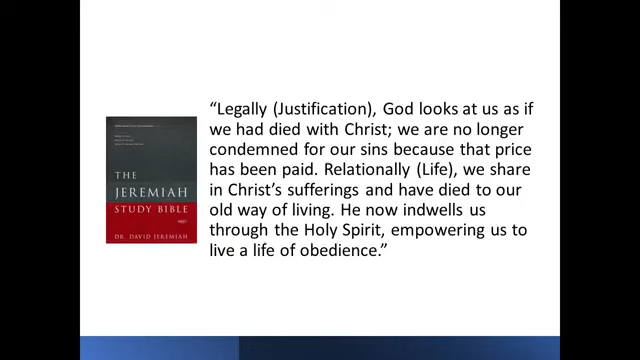 “Legally (Justification), God looks at us as if
we had died with Christ; we are no longer
condemned for our sins because that price
has been paid. Relationally (Life), we share
in Christ’s sufferings and have died to our
old way of living. He now indwells us
through the Holy Spirit, empowering us to
live a life of obedience.”
THE
JEREMIAH
STUDY BIBLE
DR. DAVID JEREMIAH